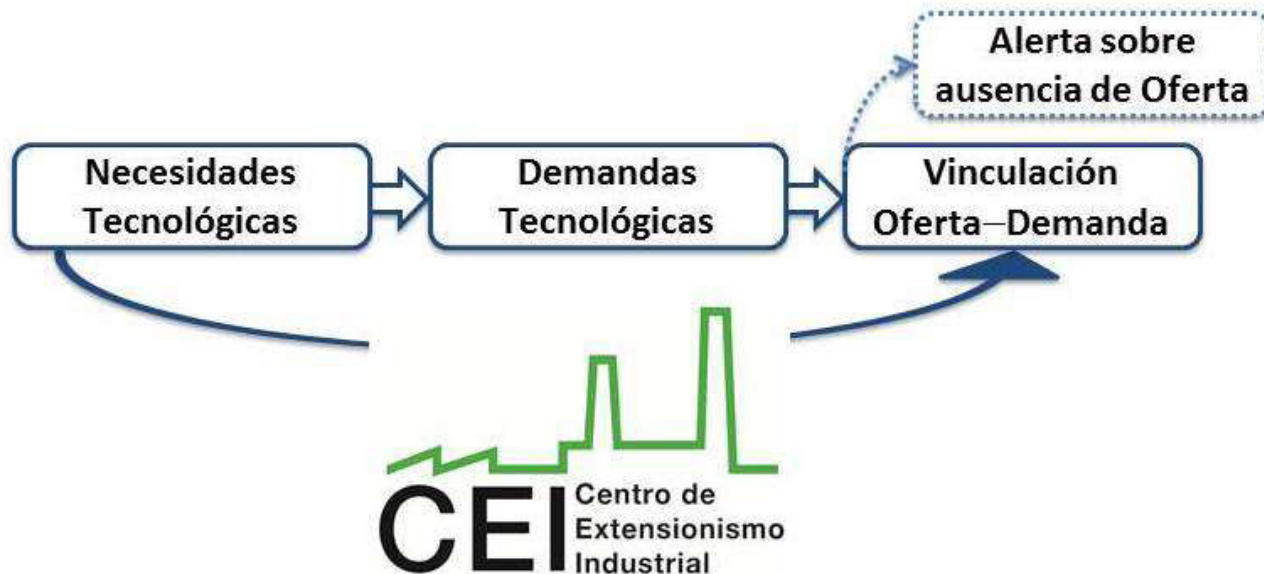 Alerta sobre
ausencia de Oferta
Necesidades
Tecnológicas
Demandas
Tecnológicas
Vinculación
Oferta–Demanda
CEI
Centro de
Extensionismo
Industrial